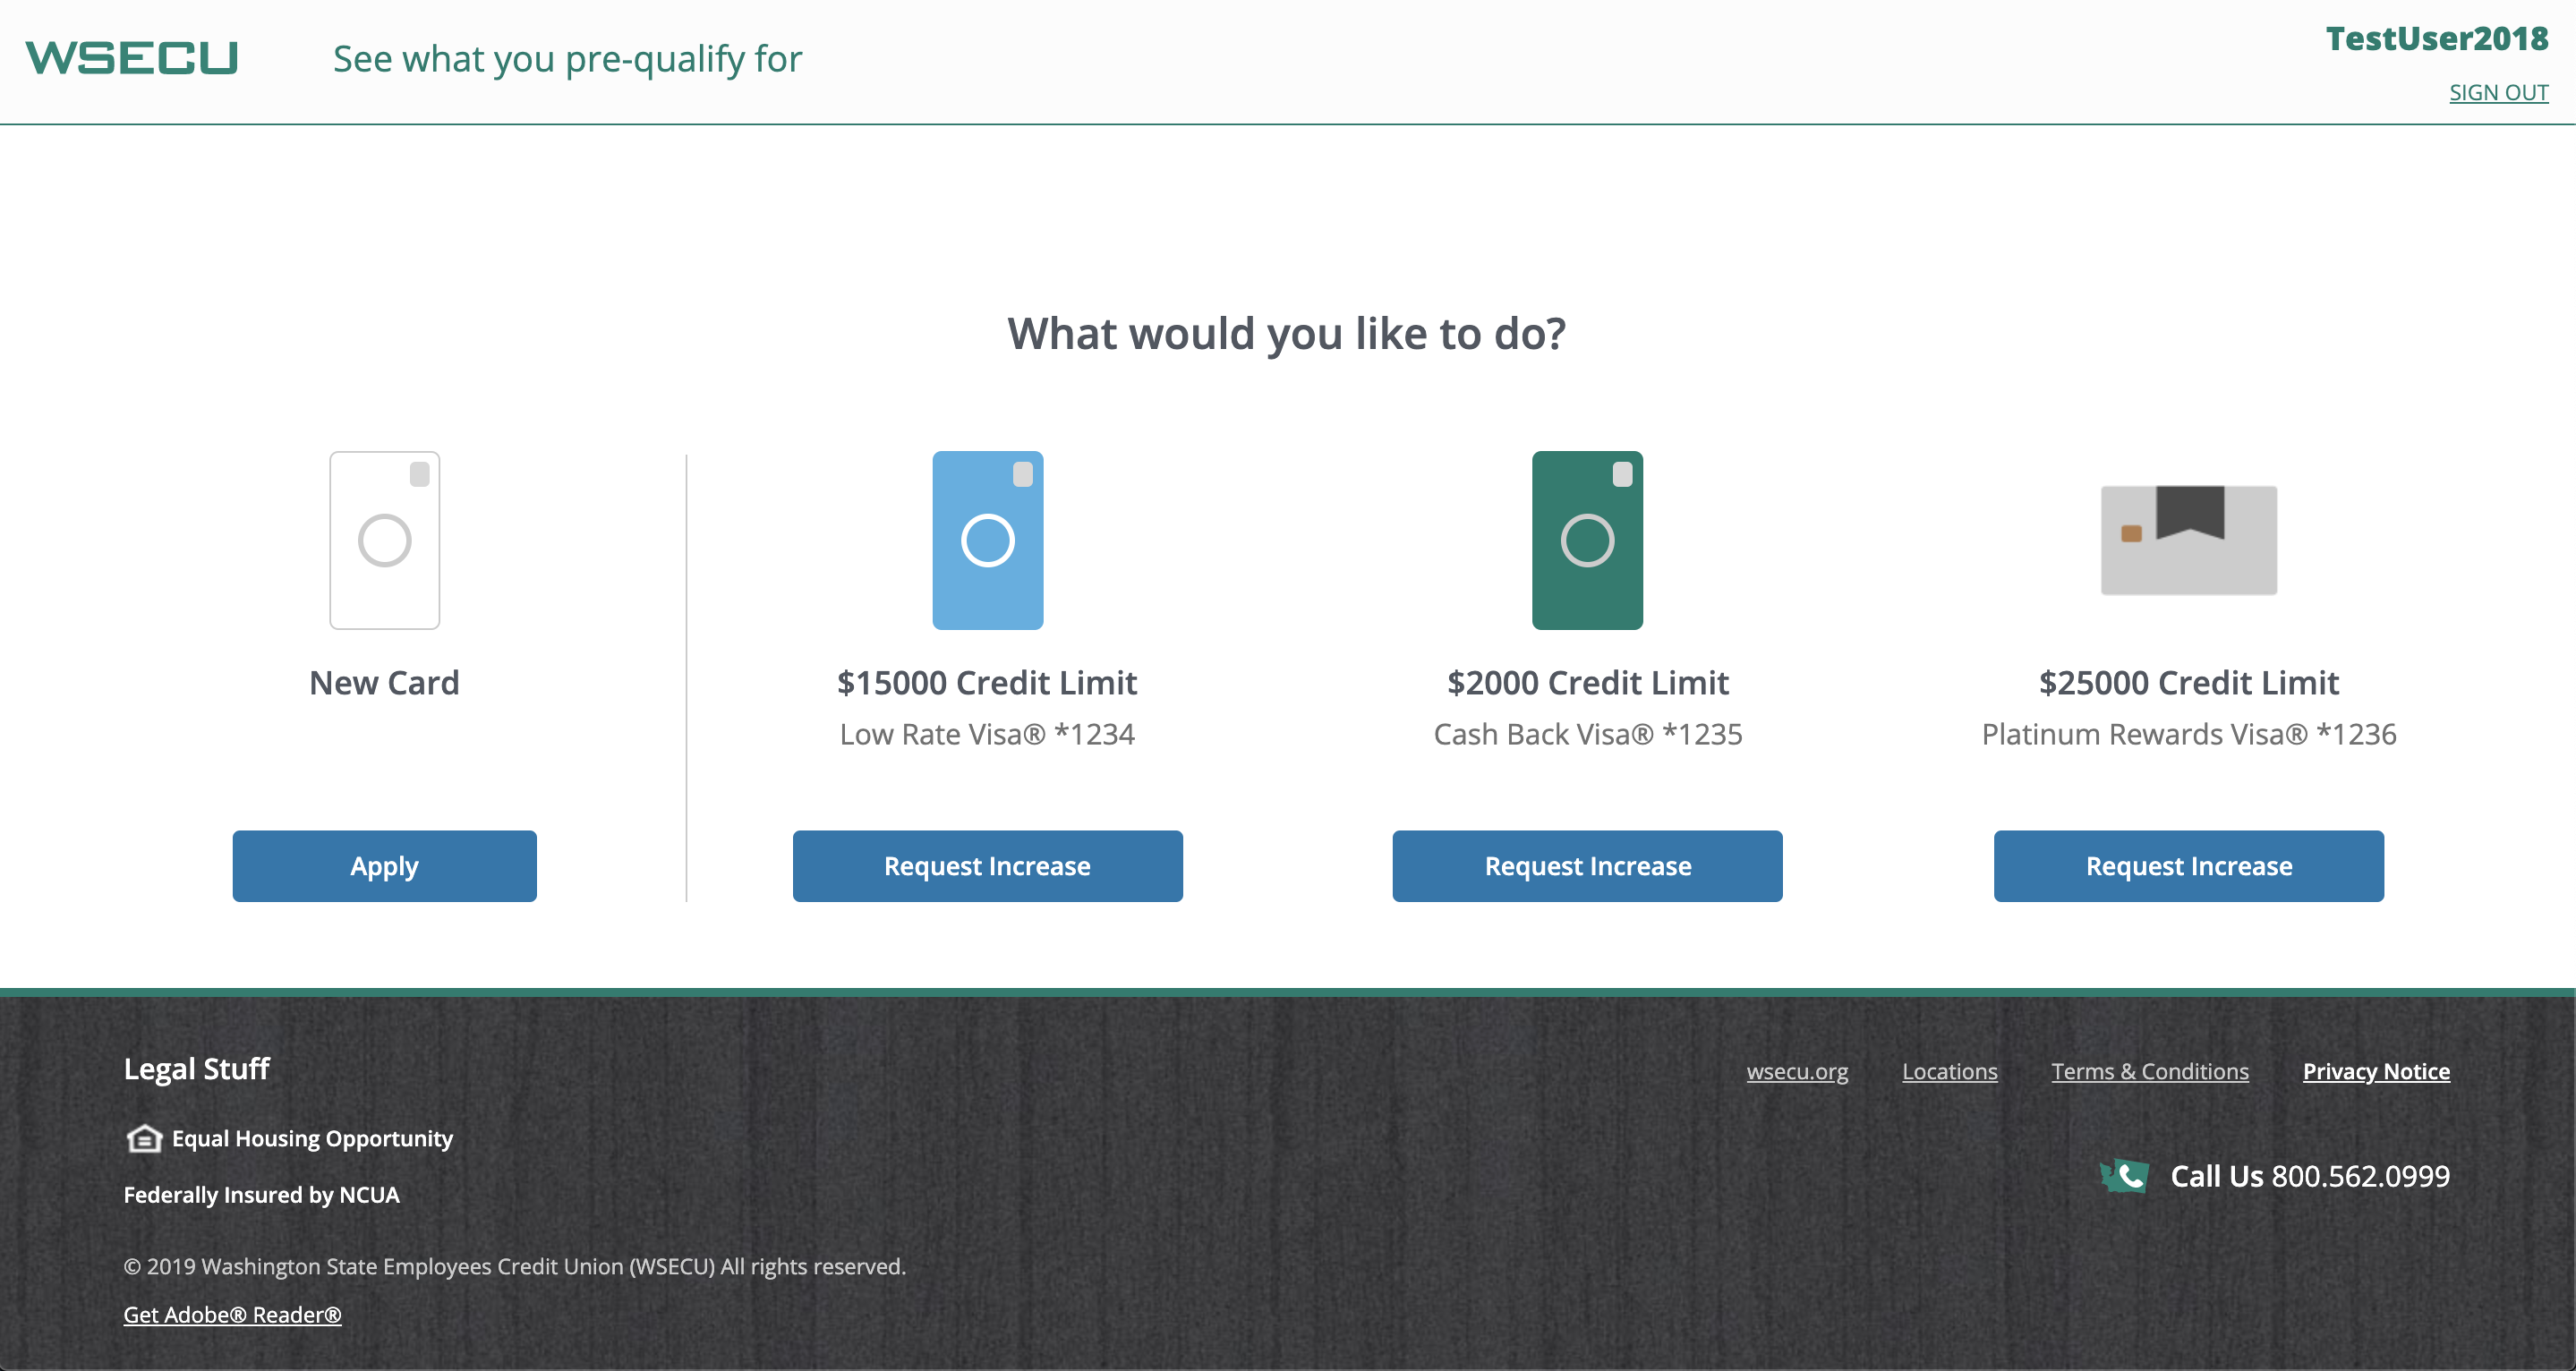 WSECU
See what you pre-qualify for
TestUser2018
SIGN OUT
What would you like to do?
New Card
Apply
$15000 Credit Limit
Low Rate Visa® *1234
Request Increase
$2000 Credit Limit
Cash Back Visa® *1235
Request Increase
$25000 Credit Limit
Platinum Rewards Visa® *1236
Request Increase
Legal Stuff
Equal Housing Opportunity
Federally Insured by NCUA
© 2019 Washington State Employees Credit Union (WSECU) All rights reserved.
Get Adobe® Reader®
wsecu.org
Locations
Terms & Conditions
Privacy Notice
Call Us 800.562.0999